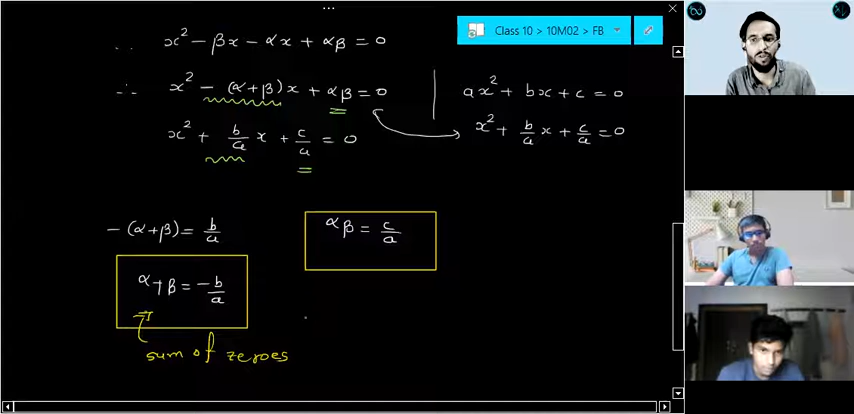 ...
Class 10 > 10M02 > FB
∴ x² − βx − αx + αβ = 0
∴ x² − (α+β)x + αβ = 0
x² + b/a x + c/a = 0
ax² + bx + c = 0
x² + b/a x + c/a = 0
−(α+β) = b/a
α+β = −b/a
sum of zeroes
αβ = c/a